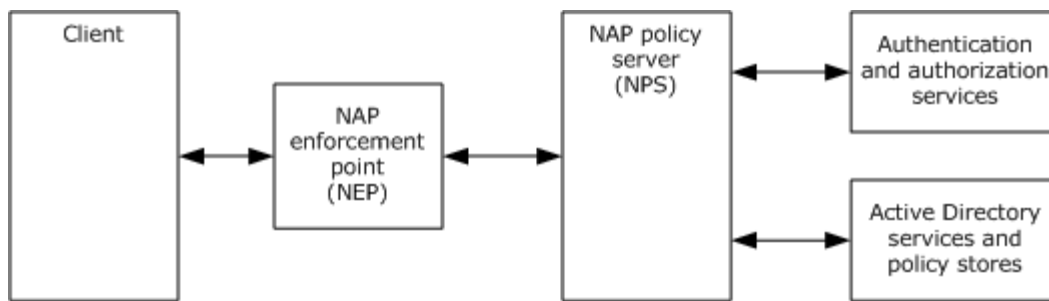 Client
NAP
enforcement
point
(NEP)
NAP policy
server
(NPS)
Authentication
and authorization
services
Active Directory
services and
policy stores